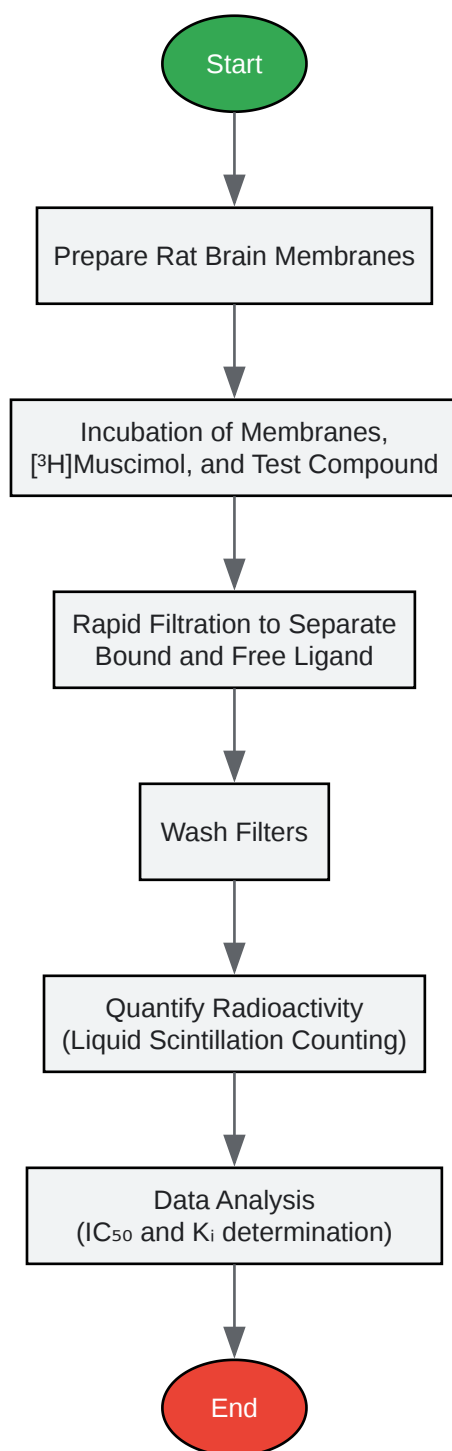 Start
Prepare Rat Brain Membranes
Incubation of Membranes,
[³H]Muscimol, and Test Compound
Rapid Filtration to Separate
Bound and Free Ligand
Wash Filters
Quantify Radioactivity
(Liquid Scintillation Counting)
Data Analysis
(IC₅₀ and Kᵢ determination)
End